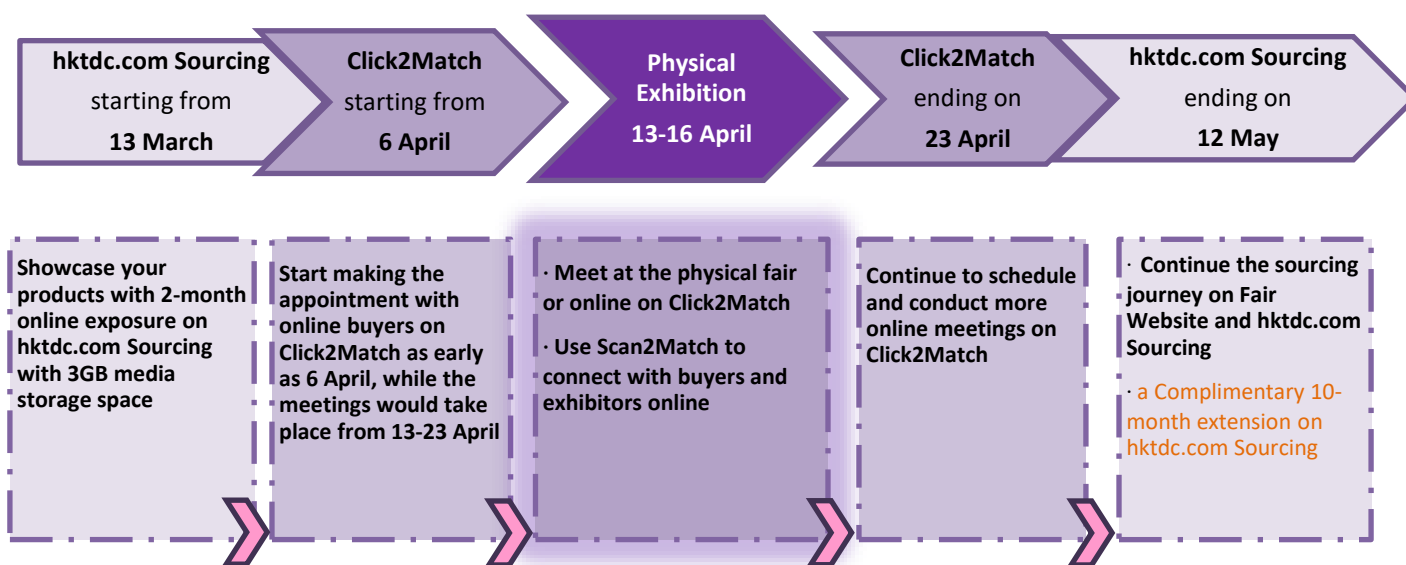 hktdc.com Sourcing
starting from
13 March
Click2Match
starting from
6 April
Physical
Exhibition
13-16 April
Click2Match
ending on
23 April
hktdc.com Sourcing
ending on
12 May
Showcase your
products with 2-month
online exposure on
hktdc.com Sourcing
with 3GB media
storage space
Start making the
appointment with
online buyers on
Click2Match as early
as 6 April, while the
meetings would take
place from 13-23 April
· Meet at the physical fair
or online on Click2Match
· Use Scan2Match to
connect with buyers and
exhibitors online
Continue to schedule
and conduct more
online meetings on
Click2Match
· Continue the sourcing
journey on Fair
Website and hktdc.com
Sourcing
· a Complimentary 10-
month extension on
hktdc.com Sourcing